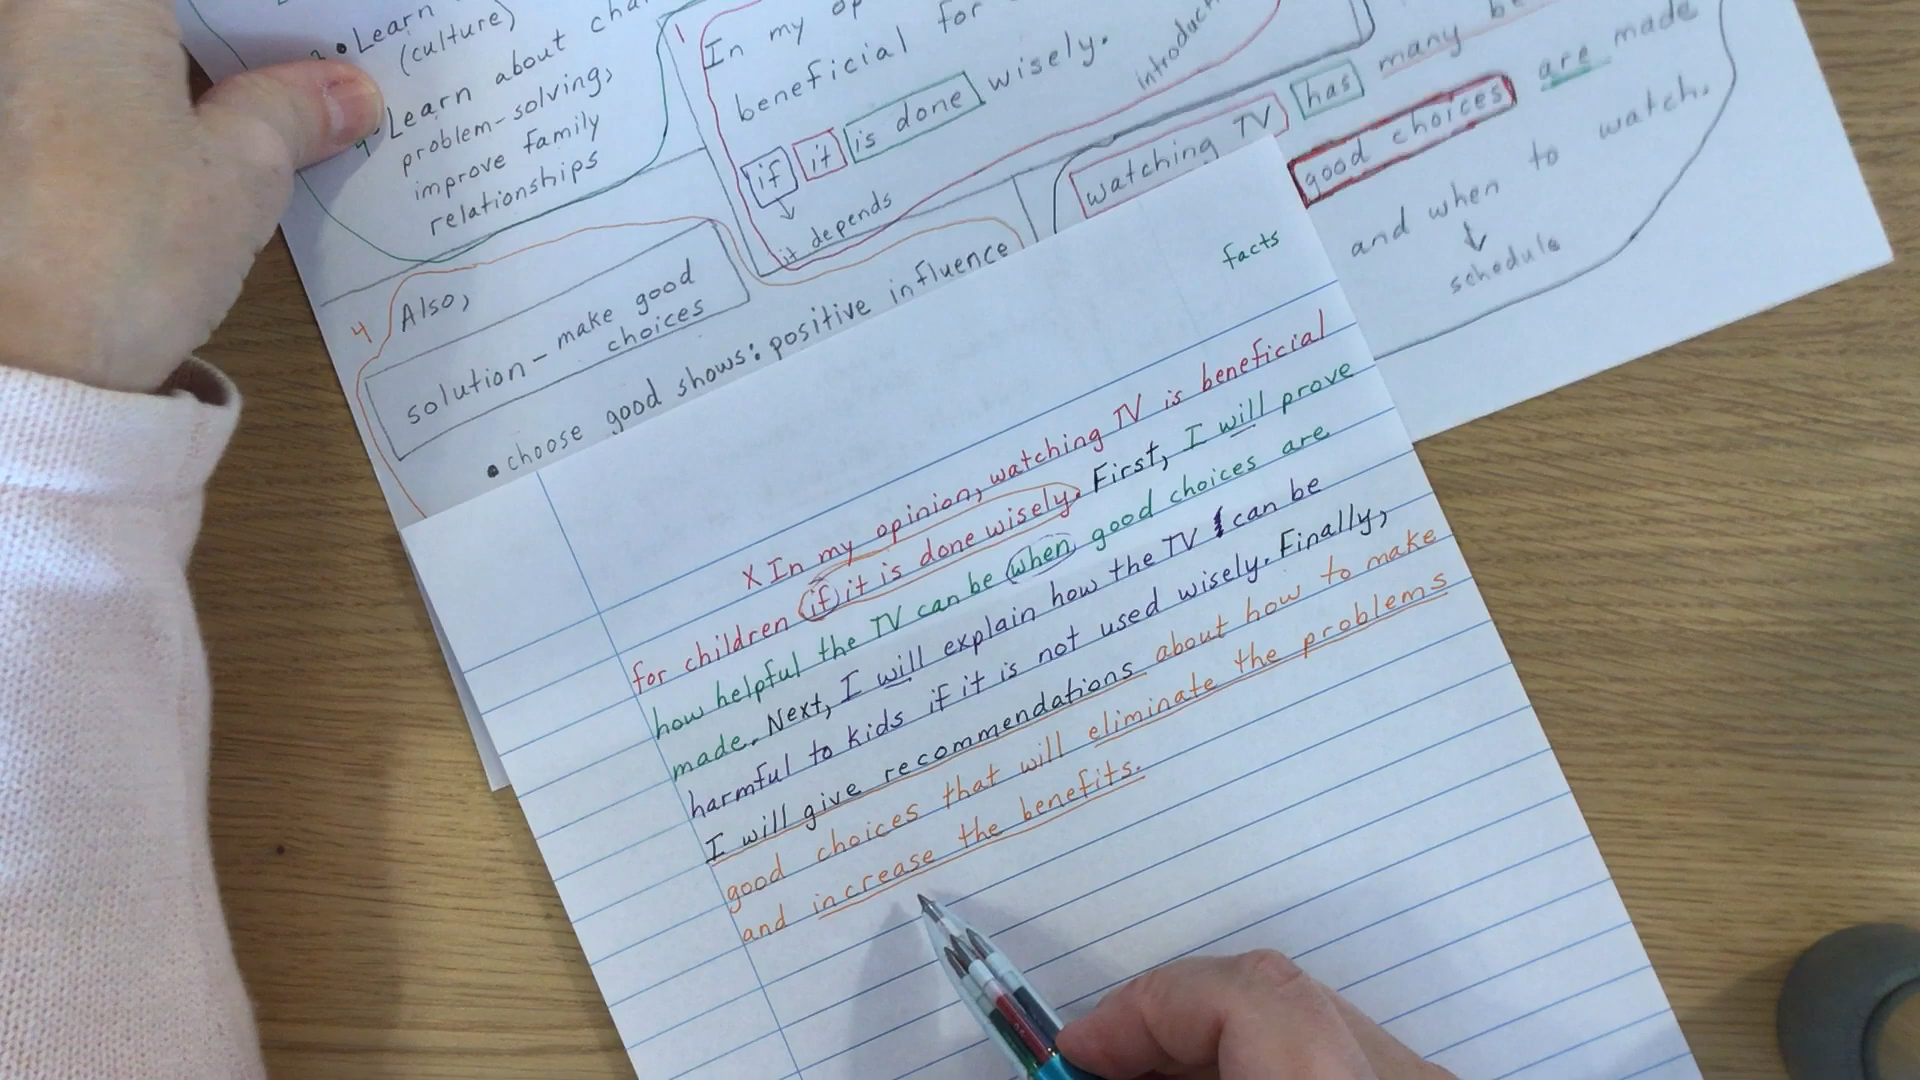 • Learn
(culture)
Learn about
problem-solving,
improve family
relationships
1
In my
beneficial for
if it is done wisely.
it depends
watching TV has many
good choices are made
and when to watch.
schedule
4 Also,
solution - make good
choices
• choose good shows: positive influence
facts
X In my opinion, watching TV is beneficial
for children if it is done wisely. First, I will prove
how helpful the TV can be when good choices are
made. Next, I will explain how the TV can be
harmful to kids if it is not used wisely. Finally,
I will give recommendations about how to make
good choices that will eliminate the problems
and increase the benefits.